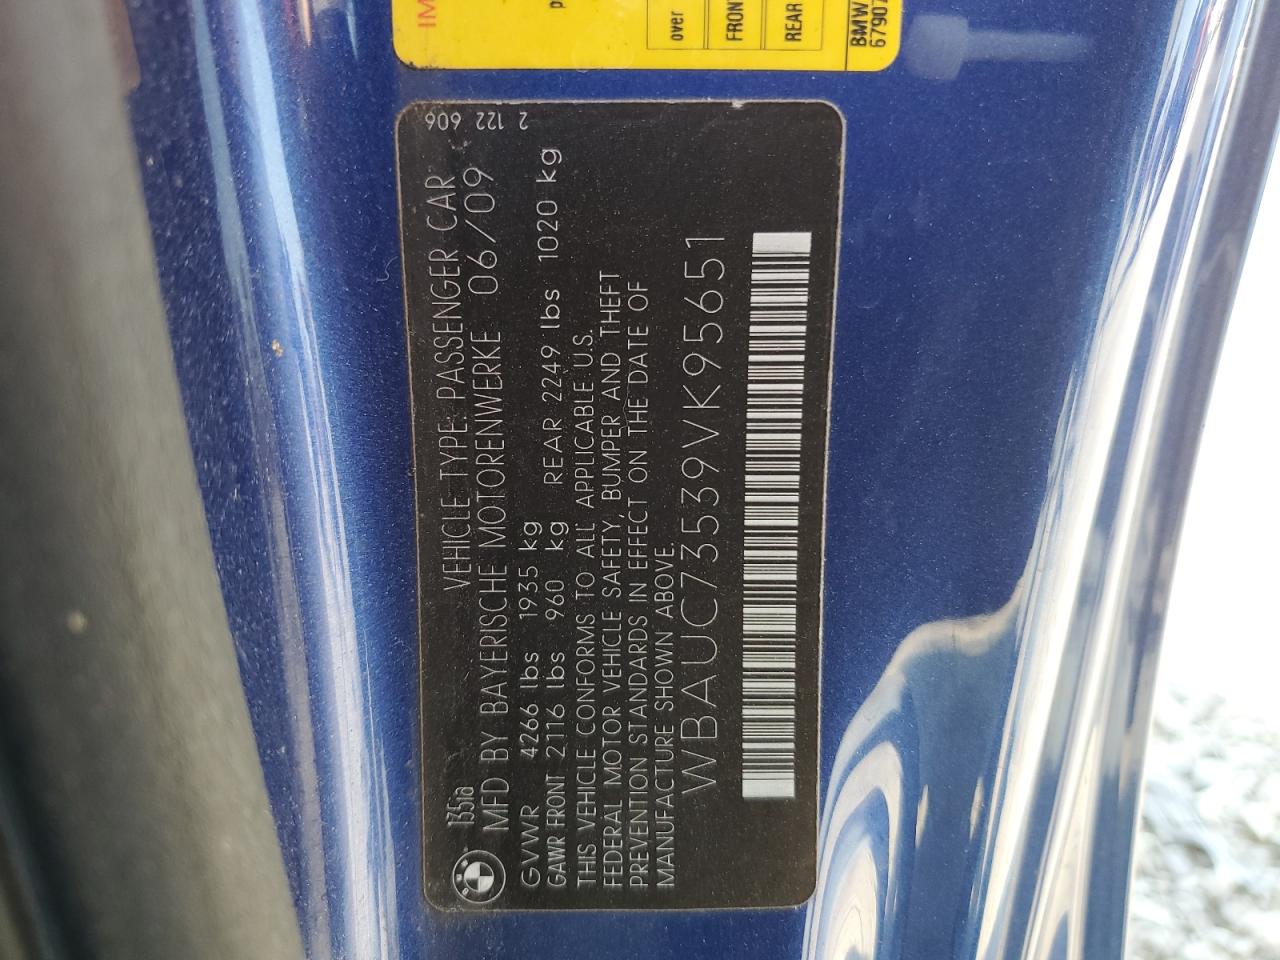 IM
p
over
FRON
REAR
BMW
67907
2 122 606
VEHICLE TYPE: PASSENGER CAR
135ia
MFD BY BAYERISCHE MOTORENWERKE 06/09
GVWR 4266 lbs 1935 kg
GAWR FRONT 2116 lbs 960 kg REAR 2249 lbs 1020 kg
THIS VEHICLE CONFORMS TO ALL APPLICABLE U.S.
FEDERAL MOTOR VEHICLE SAFETY, BUMPER AND THEFT
PREVENTION STANDARDS IN EFFECT ON THE DATE OF
MANUFACTURE SHOWN ABOVE.
WBAUC73539VK95651